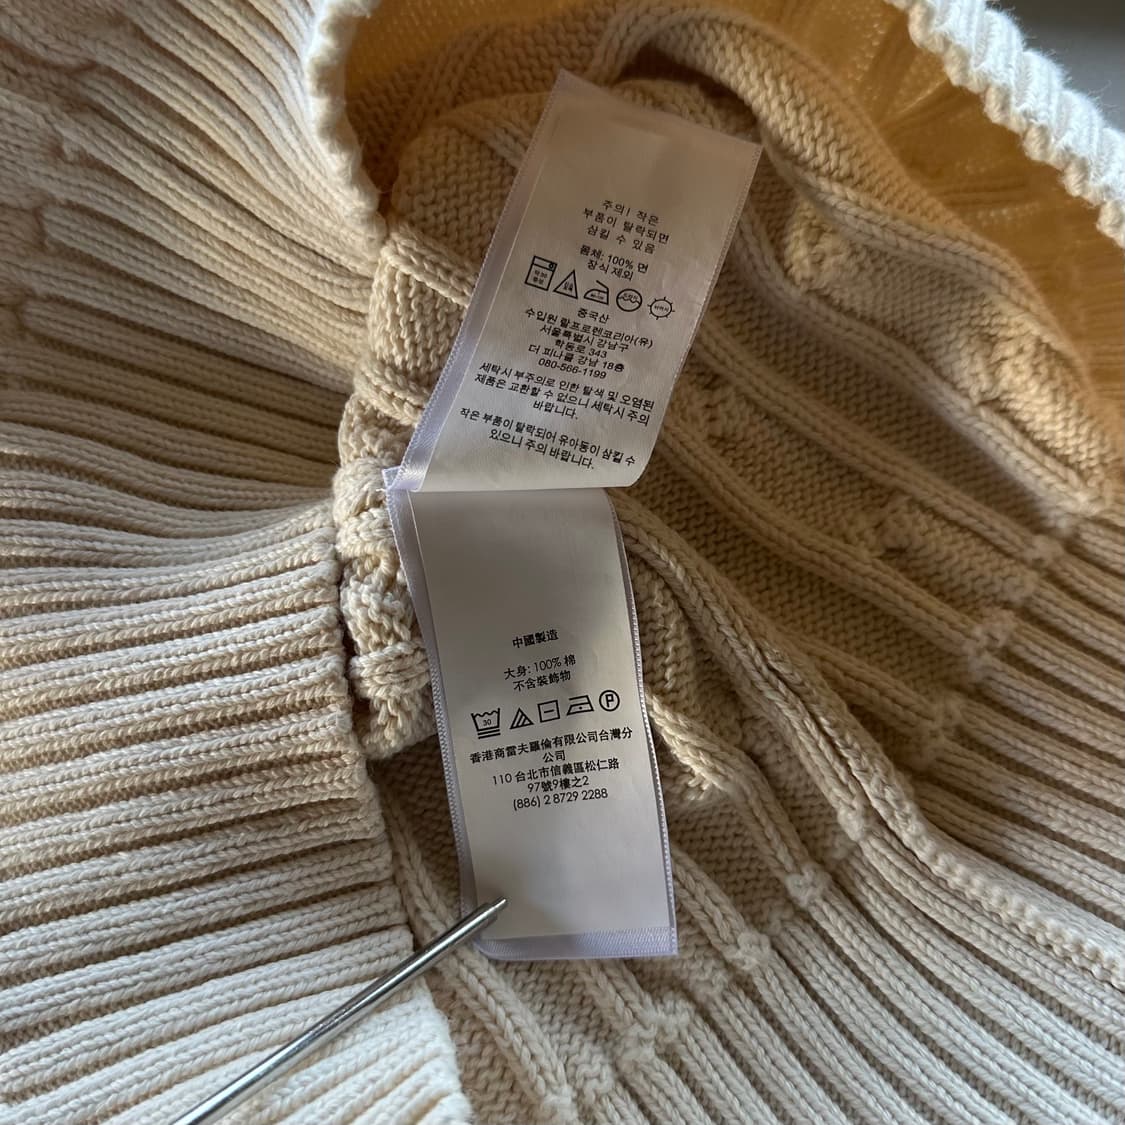 주의! 작은
부품이 탈락되면
삼킬 수 있음
몸체: 100% 면
장식 제외
중국산
수입원 랄프로렌코리아(유)
서울특별시 강남구
학동로 343
더 피나클 강남 18층
080-566-1199
세탁시 부주의로 인한 탈색 및 오염된
제품은 교환할 수 없으니 세탁시 주의
바랍니다.
작은 부품이 탈락되어 유아동이 삼킬 수
있으니 주의 바랍니다.
中國製造
大身: 100% 棉
不含裝飾物
30
P
香港商雷夫羅倫有限公司台灣分
公司
110 台北市信義區松仁路
97號9樓之2
(886) 2 8729 2288